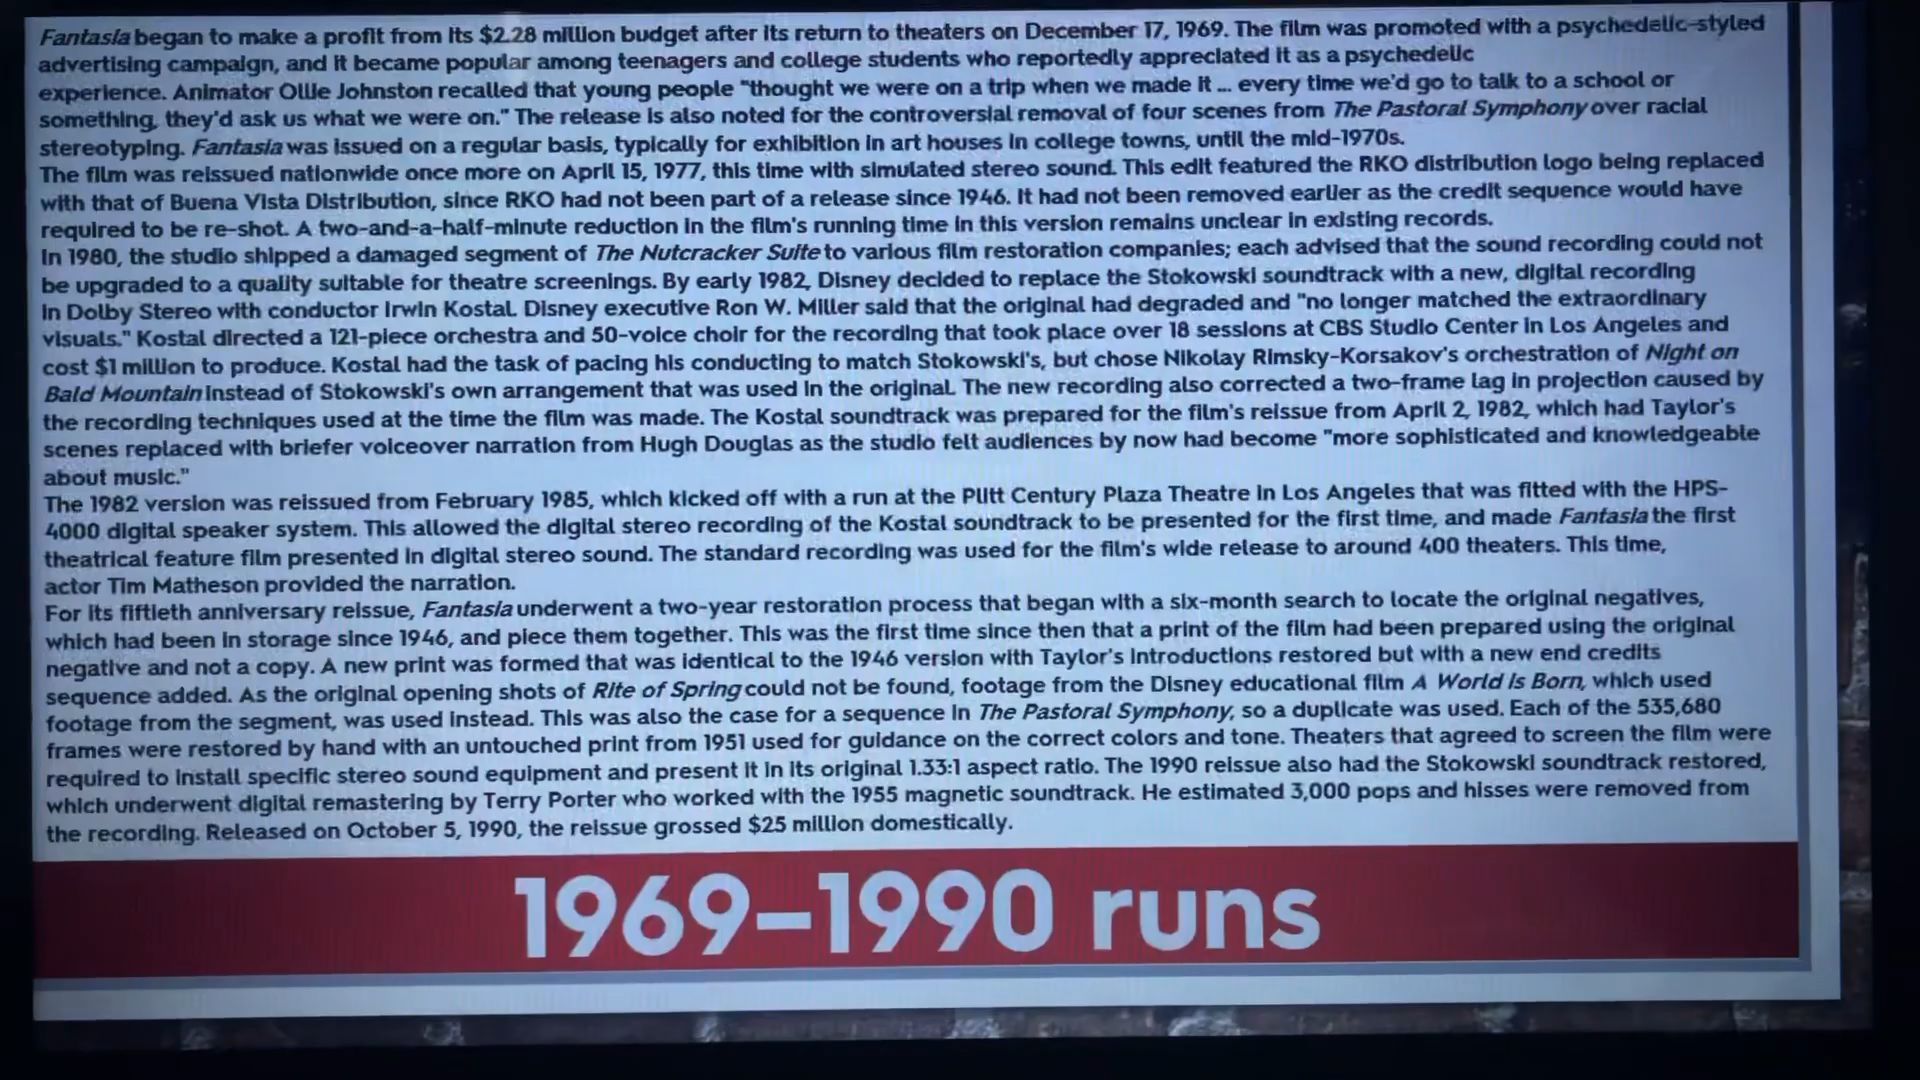 Fantasia began to make a profit from its $2.28 million budget after its return to theaters on December 17, 1969. The film was promoted with a psychedelic-styled
advertising campaign, and it became popular among teenagers and college students who reportedly appreciated it as a psychedelic
experience. Animator Ollie Johnston recalled that young people "thought we were on a trip when we made it ... every time we'd go to talk to a school or
something, they'd ask us what we were on." The release is also noted for the controversial removal of four scenes from The Pastoral Symphony over racial
stereotyping. Fantasia was issued on a regular basis, typically for exhibition in art houses in college towns, until the mid-1970s.
The film was reissued nationwide once more on April 15, 1977, this time with simulated stereo sound. This edit featured the RKO distribution logo being replaced
with that of Buena Vista Distribution, since RKO had not been part of a release since 1946. It had not been removed earlier as the credit sequence would have
required to be re-shot. A two-and-a-half-minute reduction in the film's running time in this version remains unclear in existing records.
In 1980, the studio shipped a damaged segment of The Nutcracker Suite to various film restoration companies; each advised that the sound recording could not
be upgraded to a quality suitable for theatre screenings. By early 1982, Disney decided to replace the Stokowski soundtrack with a new, digital recording
in Dolby Stereo with conductor Irwin Kostal. Disney executive Ron W. Miller said that the original had degraded and "no longer matched the extraordinary
visuals." Kostal directed a 121-piece orchestra and 50-voice choir for the recording that took place over 18 sessions at CBS Studio Center in Los Angeles and
cost $1 million to produce. Kostal had the task of pacing his conducting to match Stokowski's, but chose Nikolay Rimsky-Korsakov's orchestration of Night on
Bald Mountain instead of Stokowski's own arrangement that was used in the original. The new recording also corrected a two-frame lag in projection caused by
the recording techniques used at the time the film was made. The Kostal soundtrack was prepared for the film's reissue from April 2, 1982, which had Taylor's
scenes replaced with briefer voiceover narration from Hugh Douglas as the studio felt audiences by now had become "more sophisticated and knowledgeable
about music."
The 1982 version was reissued from February 1985, which kicked off with a run at the Plitt Century Plaza Theatre in Los Angeles that was fitted with the HPS-
4000 digital speaker system. This allowed the digital stereo recording of the Kostal soundtrack to be presented for the first time, and made Fantasia the first
theatrical feature film presented in digital stereo sound. The standard recording was used for the film's wide release to around 400 theaters. This time,
actor Tim Matheson provided the narration.
For its fiftieth anniversary reissue, Fantasia underwent a two-year restoration process that began with a six-month search to locate the original negatives,
which had been in storage since 1946, and piece them together. This was the first time since then that a print of the film had been prepared using the original
negative and not a copy. A new print was formed that was identical to the 1946 version with Taylor's introductions restored but with a new end credits
sequence added. As the original opening shots of Rite of Spring could not be found, footage from the Disney educational film A World Is Born, which used
footage from the segment, was used instead. This was also the case for a sequence in The Pastoral Symphony, so a duplicate was used. Each of the 535,680
frames were restored by hand with an untouched print from 1951 used for guidance on the correct colors and tone. Theaters that agreed to screen the film were
required to install specific stereo sound equipment and present it in its original 1.33:1 aspect ratio. The 1990 reissue also had the Stokowski soundtrack restored,
which underwent digital remastering by Terry Porter who worked with the 1955 magnetic soundtrack. He estimated 3,000 pops and hisses were removed from
the recording. Released on October 5, 1990, the reissue grossed $25 million domestically.
1969–1990 runs